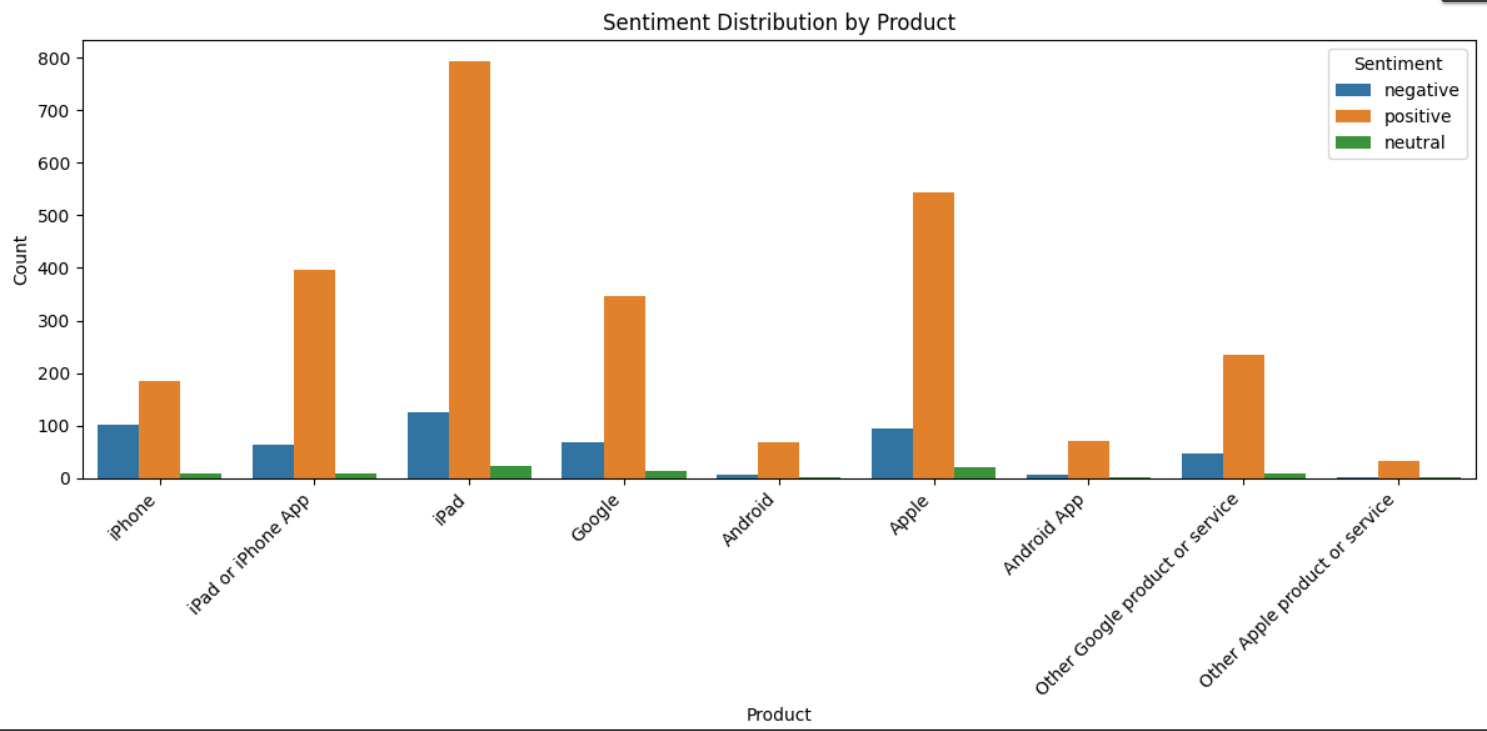 Sentiment Distribution by Product
Sentiment
negative
positive
neutral
Count
800
700
600
500
400
300
200
100
0
iPhone
iPad or iPhone App
iPad
Google
Android
Apple
Android App
Other Google product or service
Other Apple product or service
Product